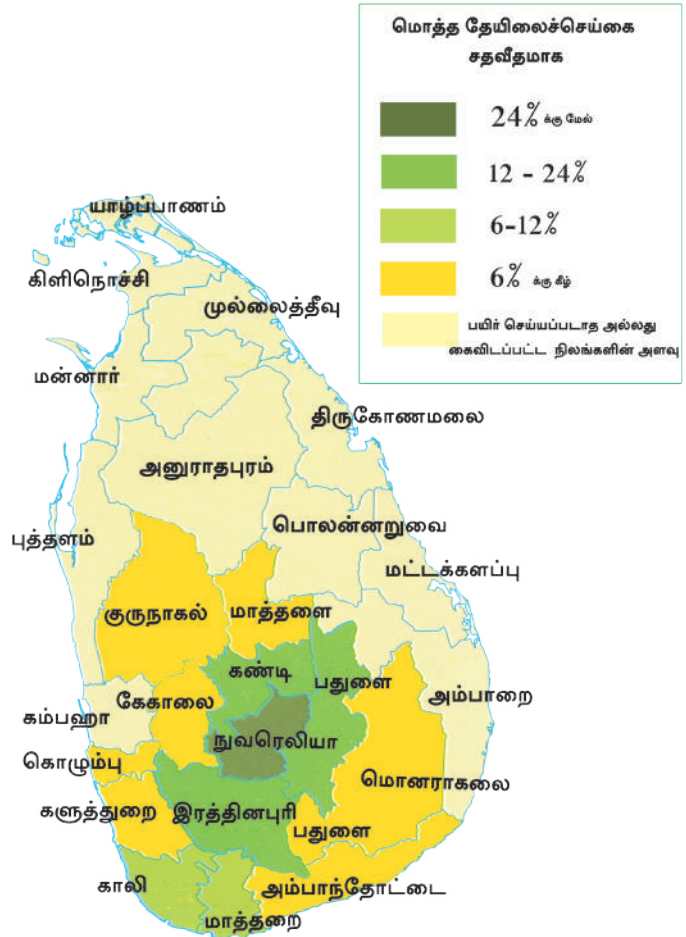 மொத்த தேயிலைச்செய்கை
சதவீதமாக
24% க்கு மேல்
12 - 24%
6-12%
6% க்கு கீழ்
பயிர் செய்யப்படாத அல்லது
கைவிடப்பட்ட நிலங்களின் அளவு
யாழ்ப்பாணம்
கிளிநொச்சி
முல்லைத்தீவு
மன்னார்
திருகோணமலை
அனுராதபுரம்
பொலன்னறுவை
புத்தளம்
மட்டக்களப்பு
குருநாகல்
மாத்தளை
கண்டி
பதுளை
கேகாலை
அம்பாறை
கம்பஹா
நுவரெலியா
கொழும்பு
மொனராகலை
களுத்துறை
இரத்தினபுரி
பதுளை
காலி
அம்பாந்தோட்டை
மாத்தறை